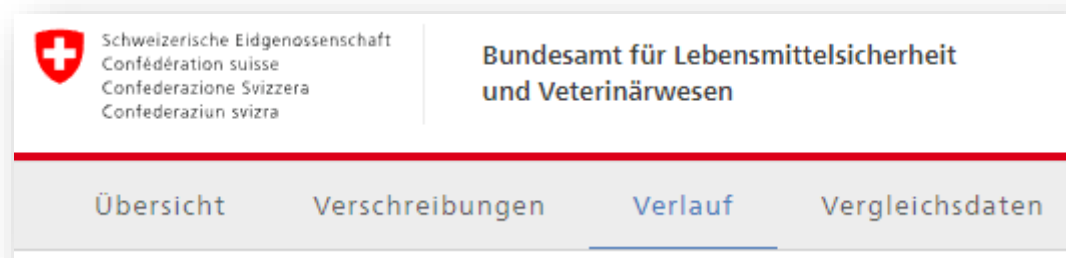 Schweizerische Eidgenossenschaft
Confédération suisse
Confederazione Svizzera
Confederaziun svizra
Bundesamt für Lebensmittelsicherheit
und Veterinärwesen
Übersicht Verschreibungen Verlauf Vergleichsdaten